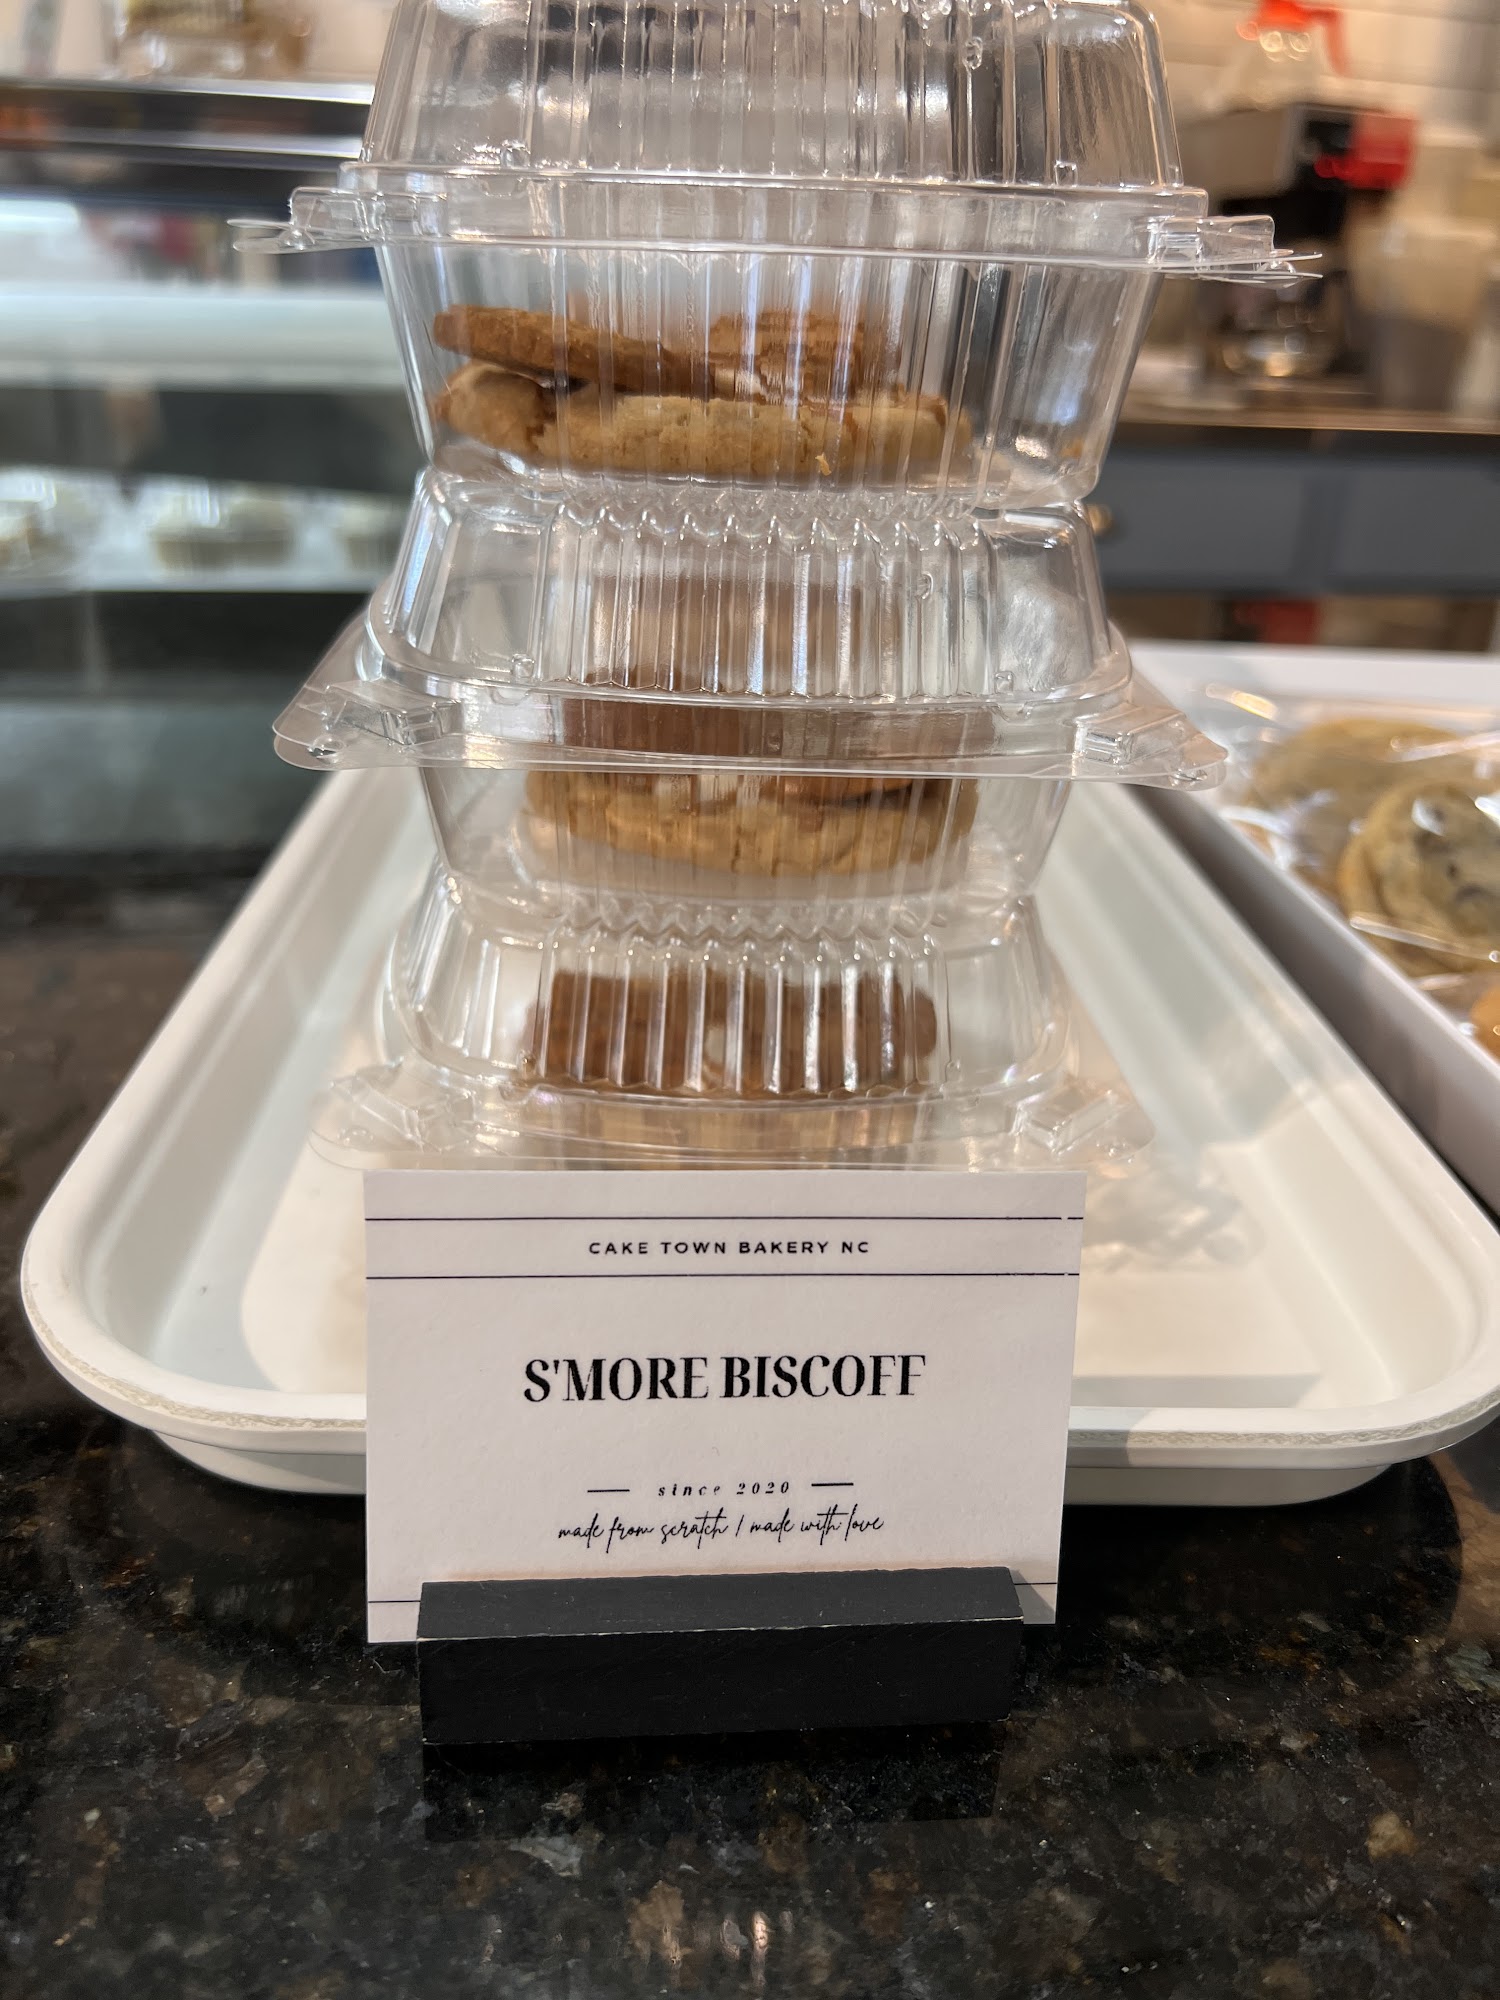 CAKE TOWN BAKERY NC
S'MORE BISCOFF
since 2020
made from scratch / made with love